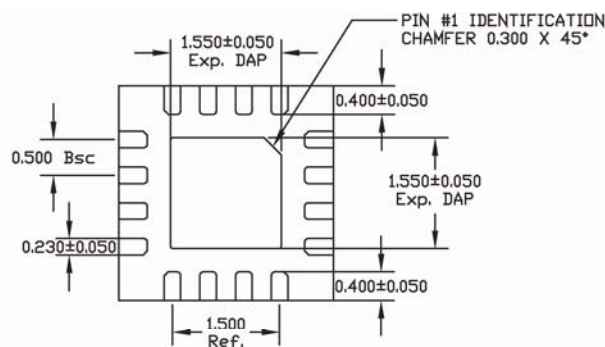 PIN #1 IDENTIFICATION
CHAMFER 0.300 X 45°
1.550±0.050
Exp. DAP
0.400±0.050
0.500 Bsc
1.550±0.050
Exp. DAP
0.230±0.050
0.400±0.050
1.500
Ref.